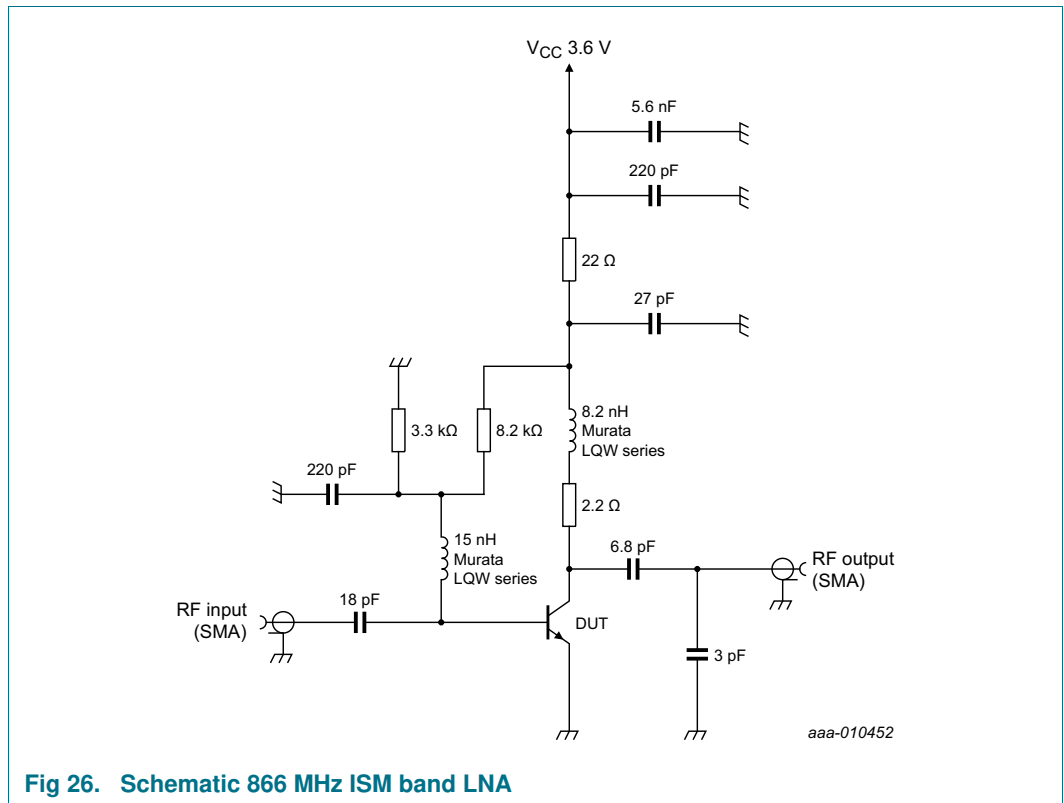 VCC 3.6 V
5.6 nF
220 pF
22 Ω
27 pF
8.2 nH
Murata
LQW series
3.3 kΩ
8.2 kΩ
220 pF
2.2 Ω
15 nH
Murata
LQW series
6.8 pF
RF output
(SMA)
RF input
(SMA)
18 pF
DUT
3 pF
aaa-010452
Fig 26. Schematic 866 MHz ISM band LNA